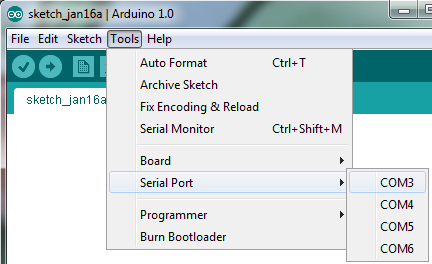 sketch_jan16a | Arduino 1.0
File Edit Sketch Tools Help
sketch_jan16a
Auto Format Ctrl+T
Archive Sketch
Fix Encoding & Reload
Serial Monitor Ctrl+Shift+M
Board
Serial Port
Programmer
Burn Bootloader
COM3
COM4
COM5
COM6